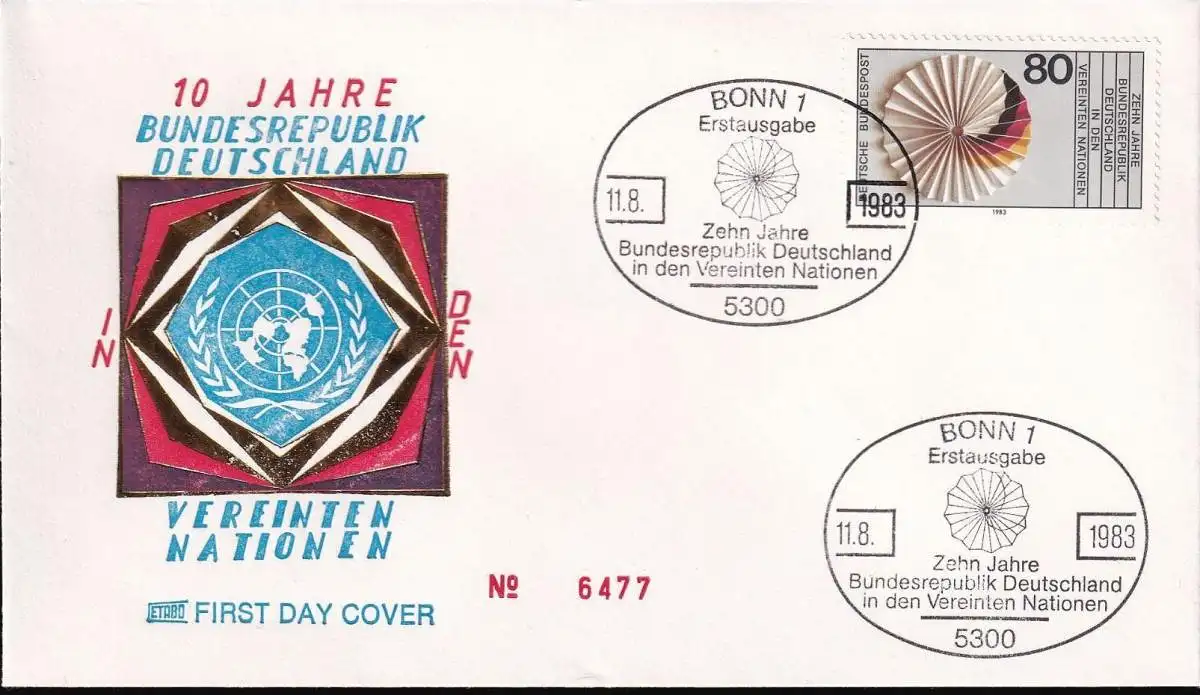 10 JAHRE
BUNDESREPUBLIK
DEUTSCHLAND
IN
DEN
VEREINTEN
NATIONEN
ETABO FIRST DAY COVER
Nº 6477
BONN 1
Erstausgabe
11.8. 1983
Zehn Jahre
Bundesrepublik Deutschland
in den Vereinten Nationen
5300
DEUTSCHE BUNDESPOST
80
ZEHN JAHRE
BUNDESREPUBLIK
DEUTSCHLAND
IN DEN
VEREINTEN NATIONEN
1983
BONN 1
Erstausgabe
11.8. 1983
Zehn Jahre
Bundesrepublik Deutschland
in den Vereinten Nationen
5300